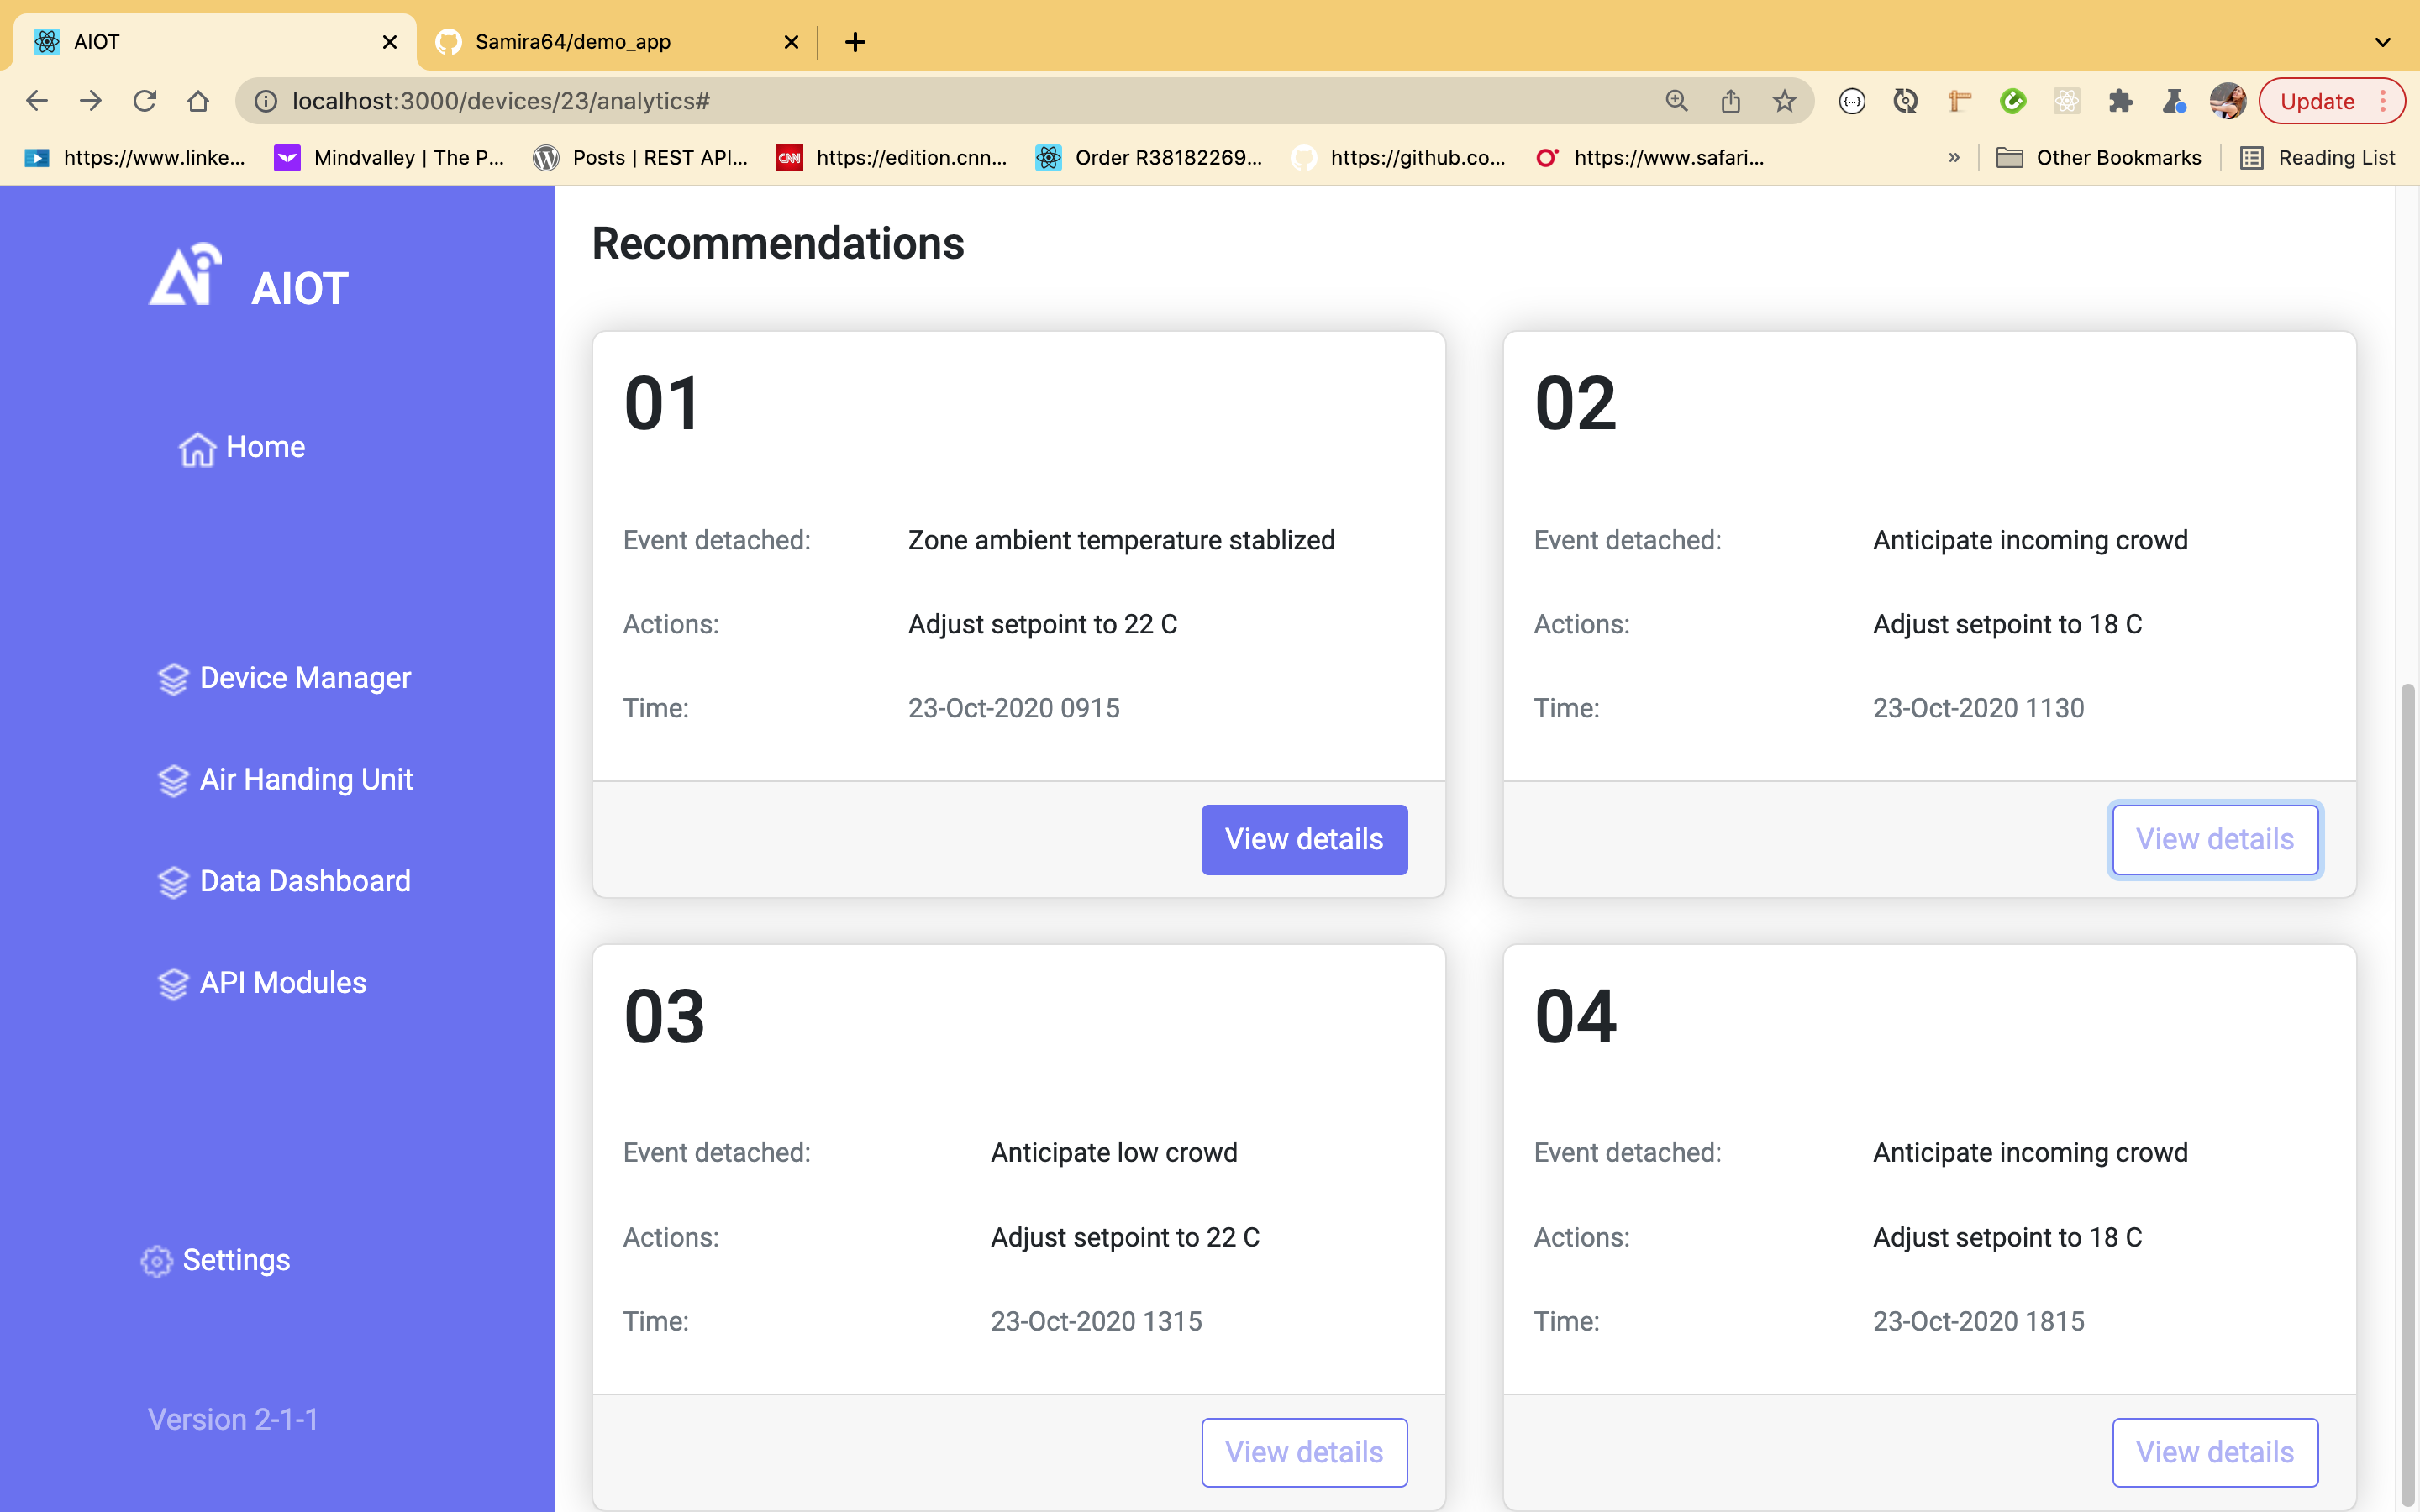 AIOT
Samira64/demo_app
localhost:3000/devices/23/analytics#
Update
https://www.linke...
Mindvalley | The P...
Posts | REST API...
CNN
https://edition.cnn...
Order R38182269...
https://github.co...
https://www.safari...
»
Other Bookmarks
Reading List
Ai
AIOT
Home
Device Manager
Air Handing Unit
Data Dashboard
API Modules
Settings
Version 2-1-1
Recommendations
01
Event detached: Zone ambient temperature stablized
Actions: Adjust setpoint to 22 C
Time: 23-Oct-2020 0915
View details
02
Event detached: Anticipate incoming crowd
Actions: Adjust setpoint to 18 C
Time: 23-Oct-2020 1130
View details
03
Event detached: Anticipate low crowd
Actions: Adjust setpoint to 22 C
Time: 23-Oct-2020 1315
View details
04
Event detached: Anticipate incoming crowd
Actions: Adjust setpoint to 18 C
Time: 23-Oct-2020 1815
View details